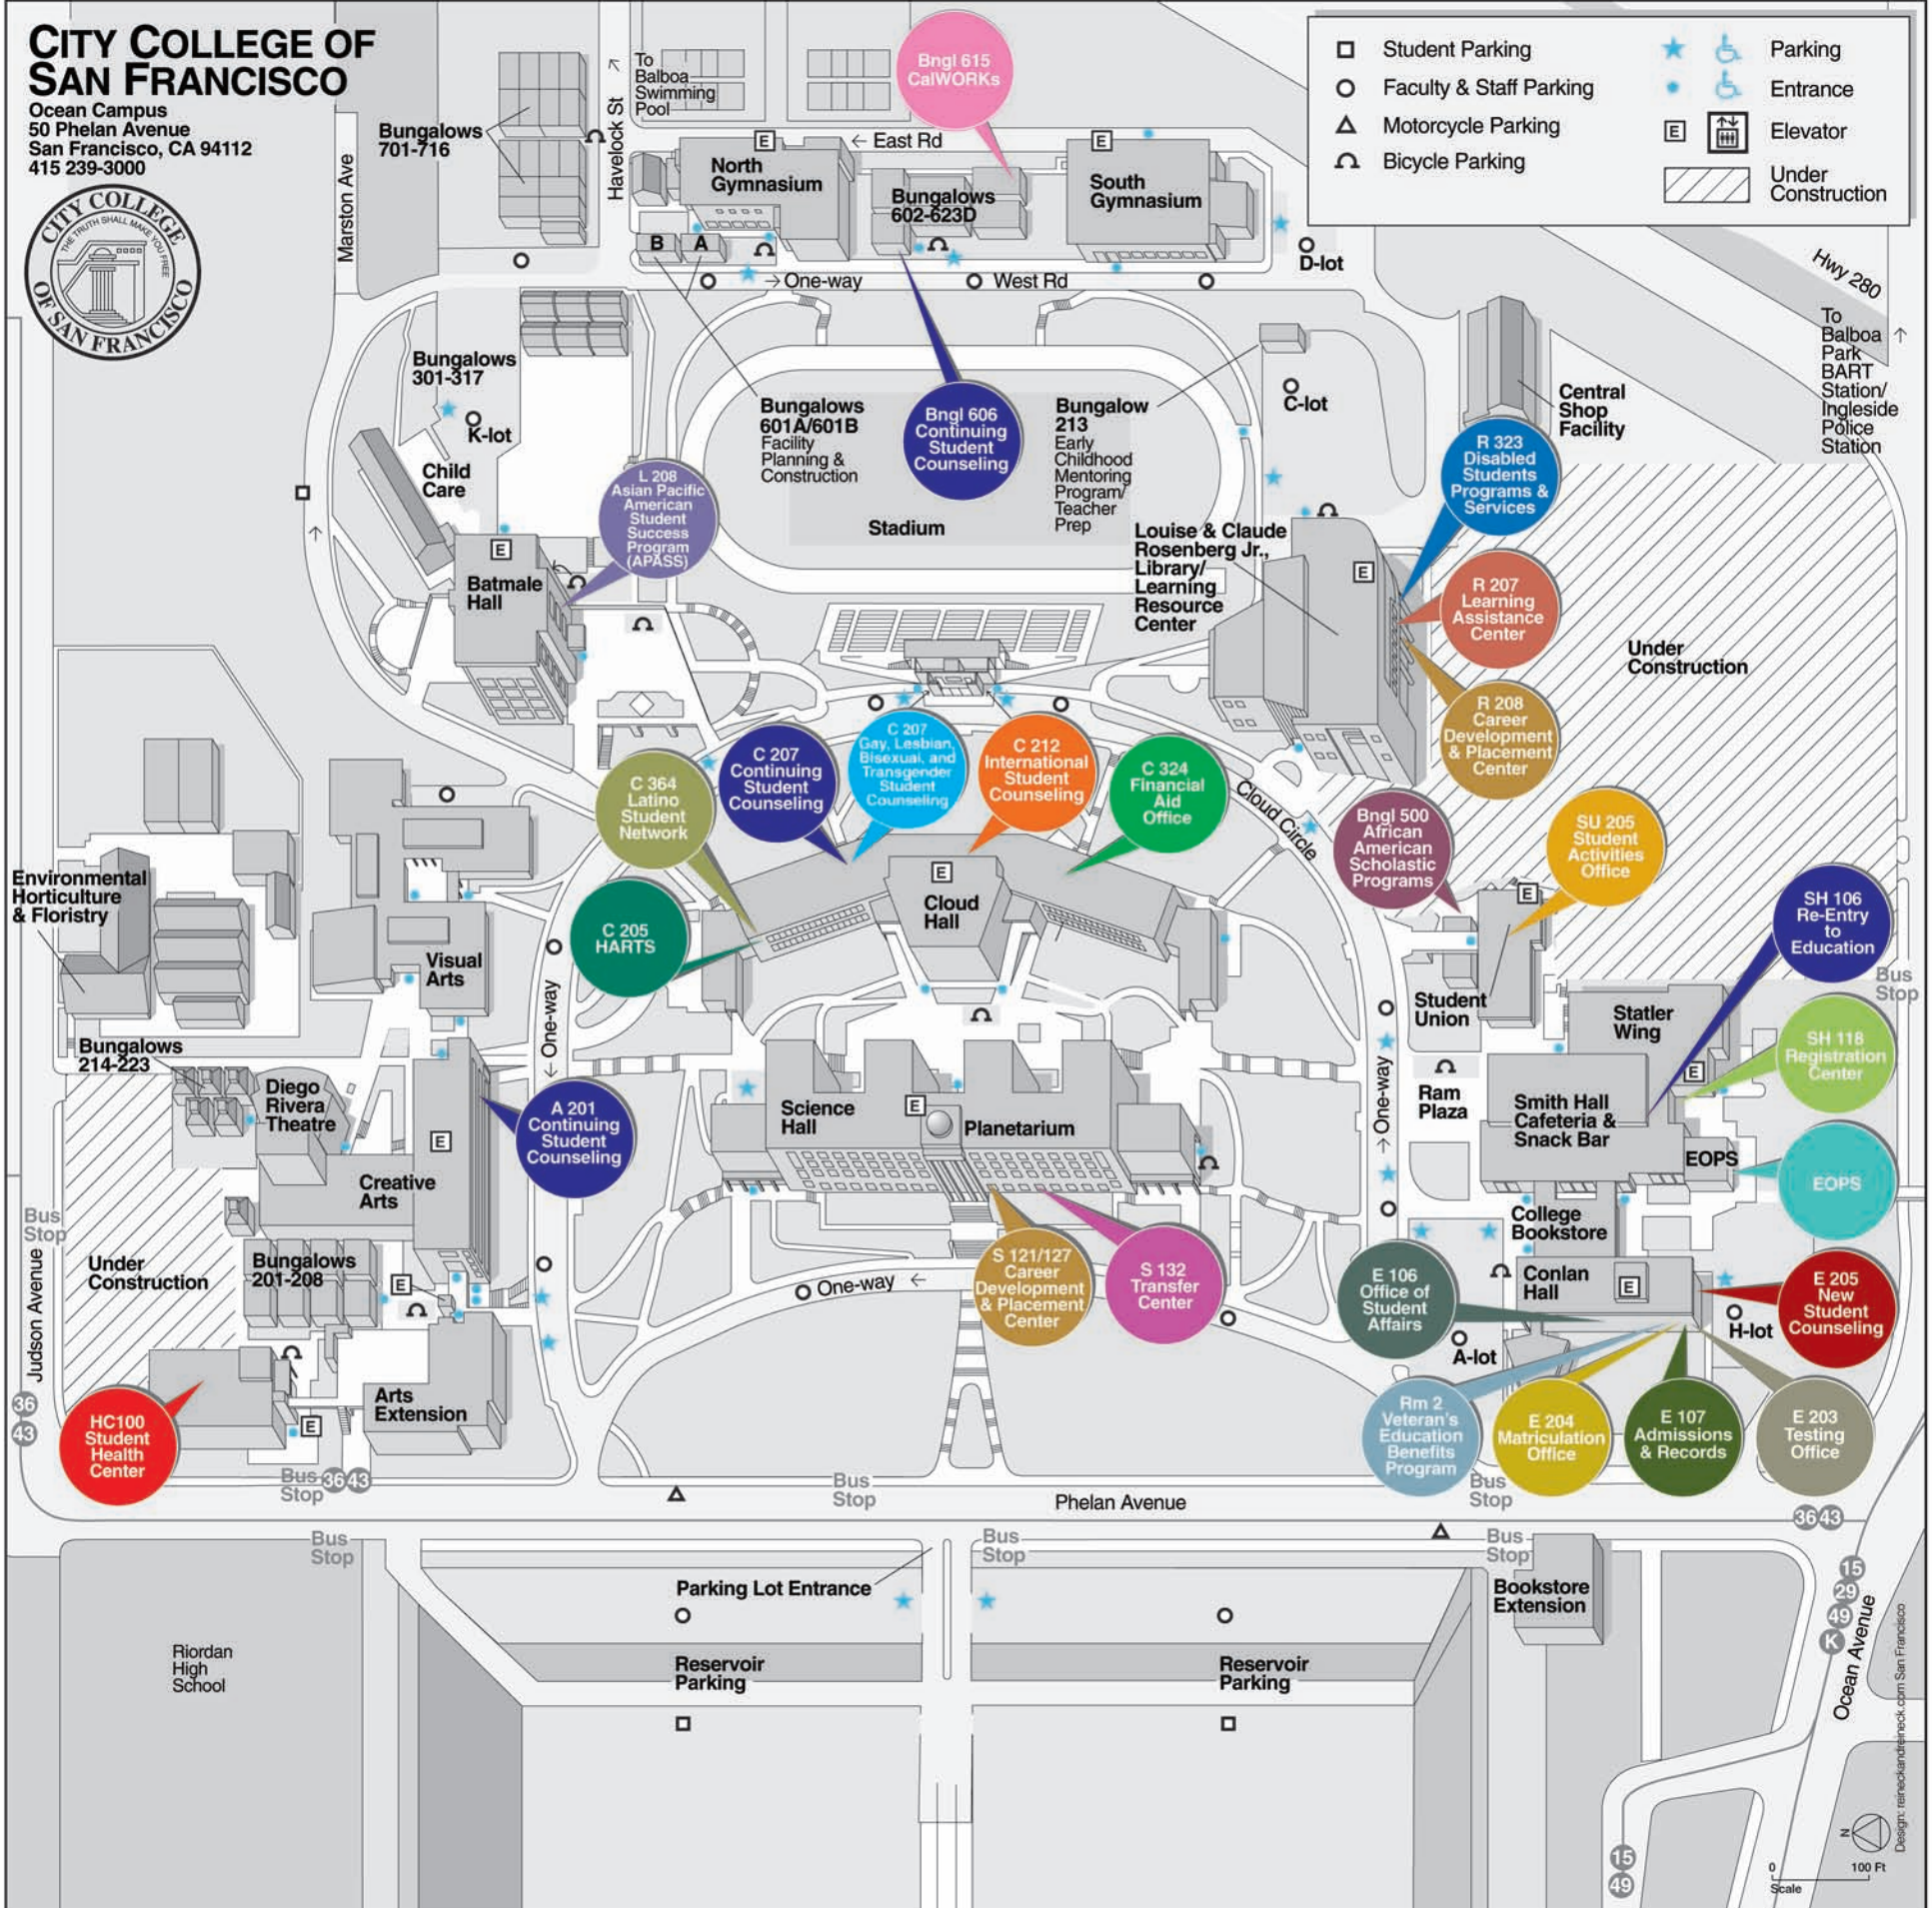 CITY COLLEGE OF
SAN FRANCISCO
Ocean Campus
50 Phelan Avenue
San Francisco, CA 94112
415 239-3000
CITY COLLEGE
OF SAN FRANCISCO
THE TRUTH SHALL MAKE YOU FREE
Student Parking
Faculty & Staff Parking
Motorcycle Parking
Bicycle Parking
Parking
Entrance
E
Elevator
Under
Construction
Marston Ave
Bungalows
701-716
Havelock St
To
Balboa
Swimming
Pool
Bngl 615
CalWORKs
E
← East Rd
E
North
Gymnasium
Bungalows
602-623D
South
Gymnasium
B
A
D-lot
→ One-way
West Rd
Hwy 280
To
Balboa
Park
BART
Station/
Ingleside
Police
Station
Bungalows
301-317
K-lot
Child
Care
Bungalows
601A/601B
Facility
Planning &
Construction
Bngl 606
Continuing
Student
Counseling
Bungalow
213
Early
Childhood
Mentoring
Program/
Teacher
Prep
C-lot
Central
Shop
Facility
R 323
Disabled
Students
Programs &
Services
L 208
Asian Pacific
American
Student
Success
Program
(APASS)
Stadium
Louise & Claude
Rosenberg Jr.,
Library/
Learning
Resource
Center
E
Batmale
Hall
E
R 207
Learning
Assistance
Center
Under
Construction
R 208
Career
Development
& Placement
Center
C 364
Latino
Student
Network
C 207
Continuing
Student
Counseling
C 207
Gay, Lesbian,
Bisexual, and
Transgender
Student
Counseling
C 212
International
Student
Counseling
C 324
Financial
Aid
Office
Cloud Circle
Bngl 500
African
American
Scholastic
Programs
SU 205
Student
Activities
Office
SH 106
Re-Entry
to
Education
Environmental
Horticulture
& Floristry
E
Cloud
Hall
E
C 205
HARTS
Visual
Arts
← One-way
Student
Union
Statler
Wing
Bus
Stop
SH 118
Registration
Center
Bungalows
214-223
Diego
Rivera
Theatre
A 201
Continuing
Student
Counseling
E
Science
Hall
E
Planetarium
→ One-way
Ram
Plaza
Smith Hall
Cafeteria &
Snack Bar
E
EOPS
EOPS
Creative
Arts
Bus
Stop
Judson Avenue
Under
Construction
Bungalows
201-208
E
One-way ←
S 121/127
Career
Development
& Placement
Center
S 132
Transfer
Center
College
Bookstore
E 106
Office of
Student
Affairs
Conlan
Hall
E
E 205
New
Student
Counseling
H-lot
A-lot
Arts
Extension
36
43
HC100
Student
Health
Center
E
Bus
Stop
36 43
Rm 2
Veteran's
Education
Benefits
Program
E 204
Matriculation
Office
E 107
Admissions
& Records
E 203
Testing
Office
Bus
Stop
Phelan Avenue
Bus
Stop
36 43
Bus
Stop
Bus
Stop
Bus
Stop
Parking Lot Entrance
Bookstore
Extension
15
29
49
K
Ocean Avenue
Riordan
High
School
Reservoir
Parking
Reservoir
Parking
15
49
N
0
100 Ft
Scale
Design: reineckandreineck.com San Francisco